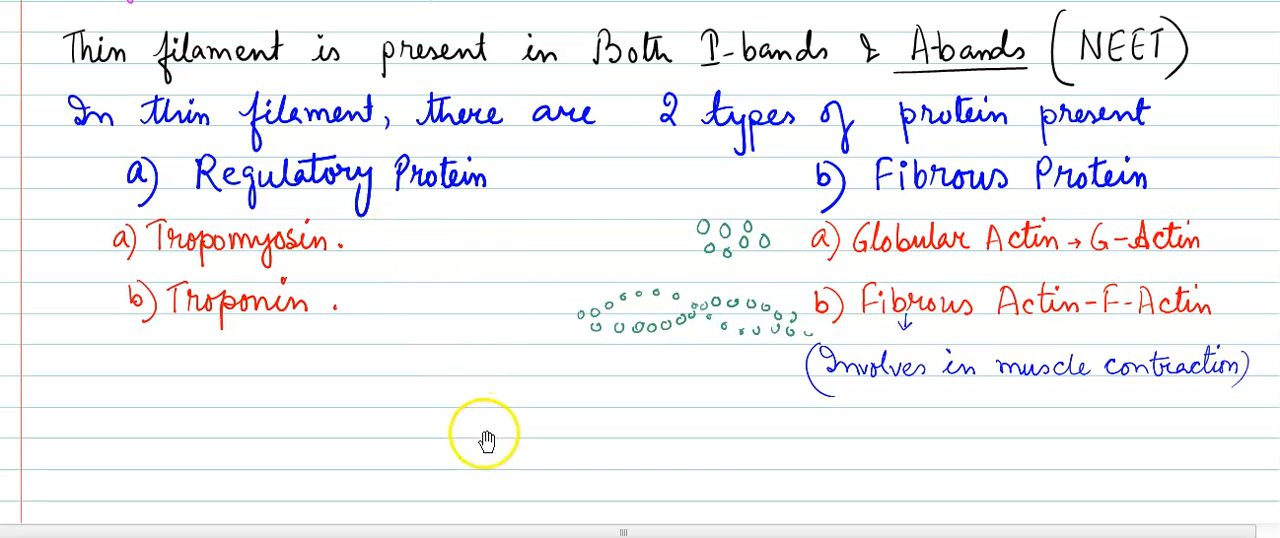 Thin filament is present in Both I-bands & A-bands (NEET)
In thin filament, there are 2 types of protein present
a) Regulatory Protein b) Fibrous Protein
a) Tropomyosin. a) Globular Actin → G-Actin
b) Troponin. b) Fibrous Actin-F-Actin
(Involves in muscle contraction)